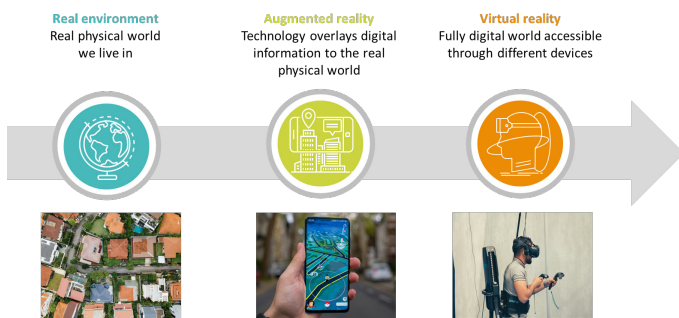 Real environment
Real physical world
we live in
Augmented reality
Technology overlays digital
information to the real
physical world
Virtual reality
Fully digital world accessible
through different devices